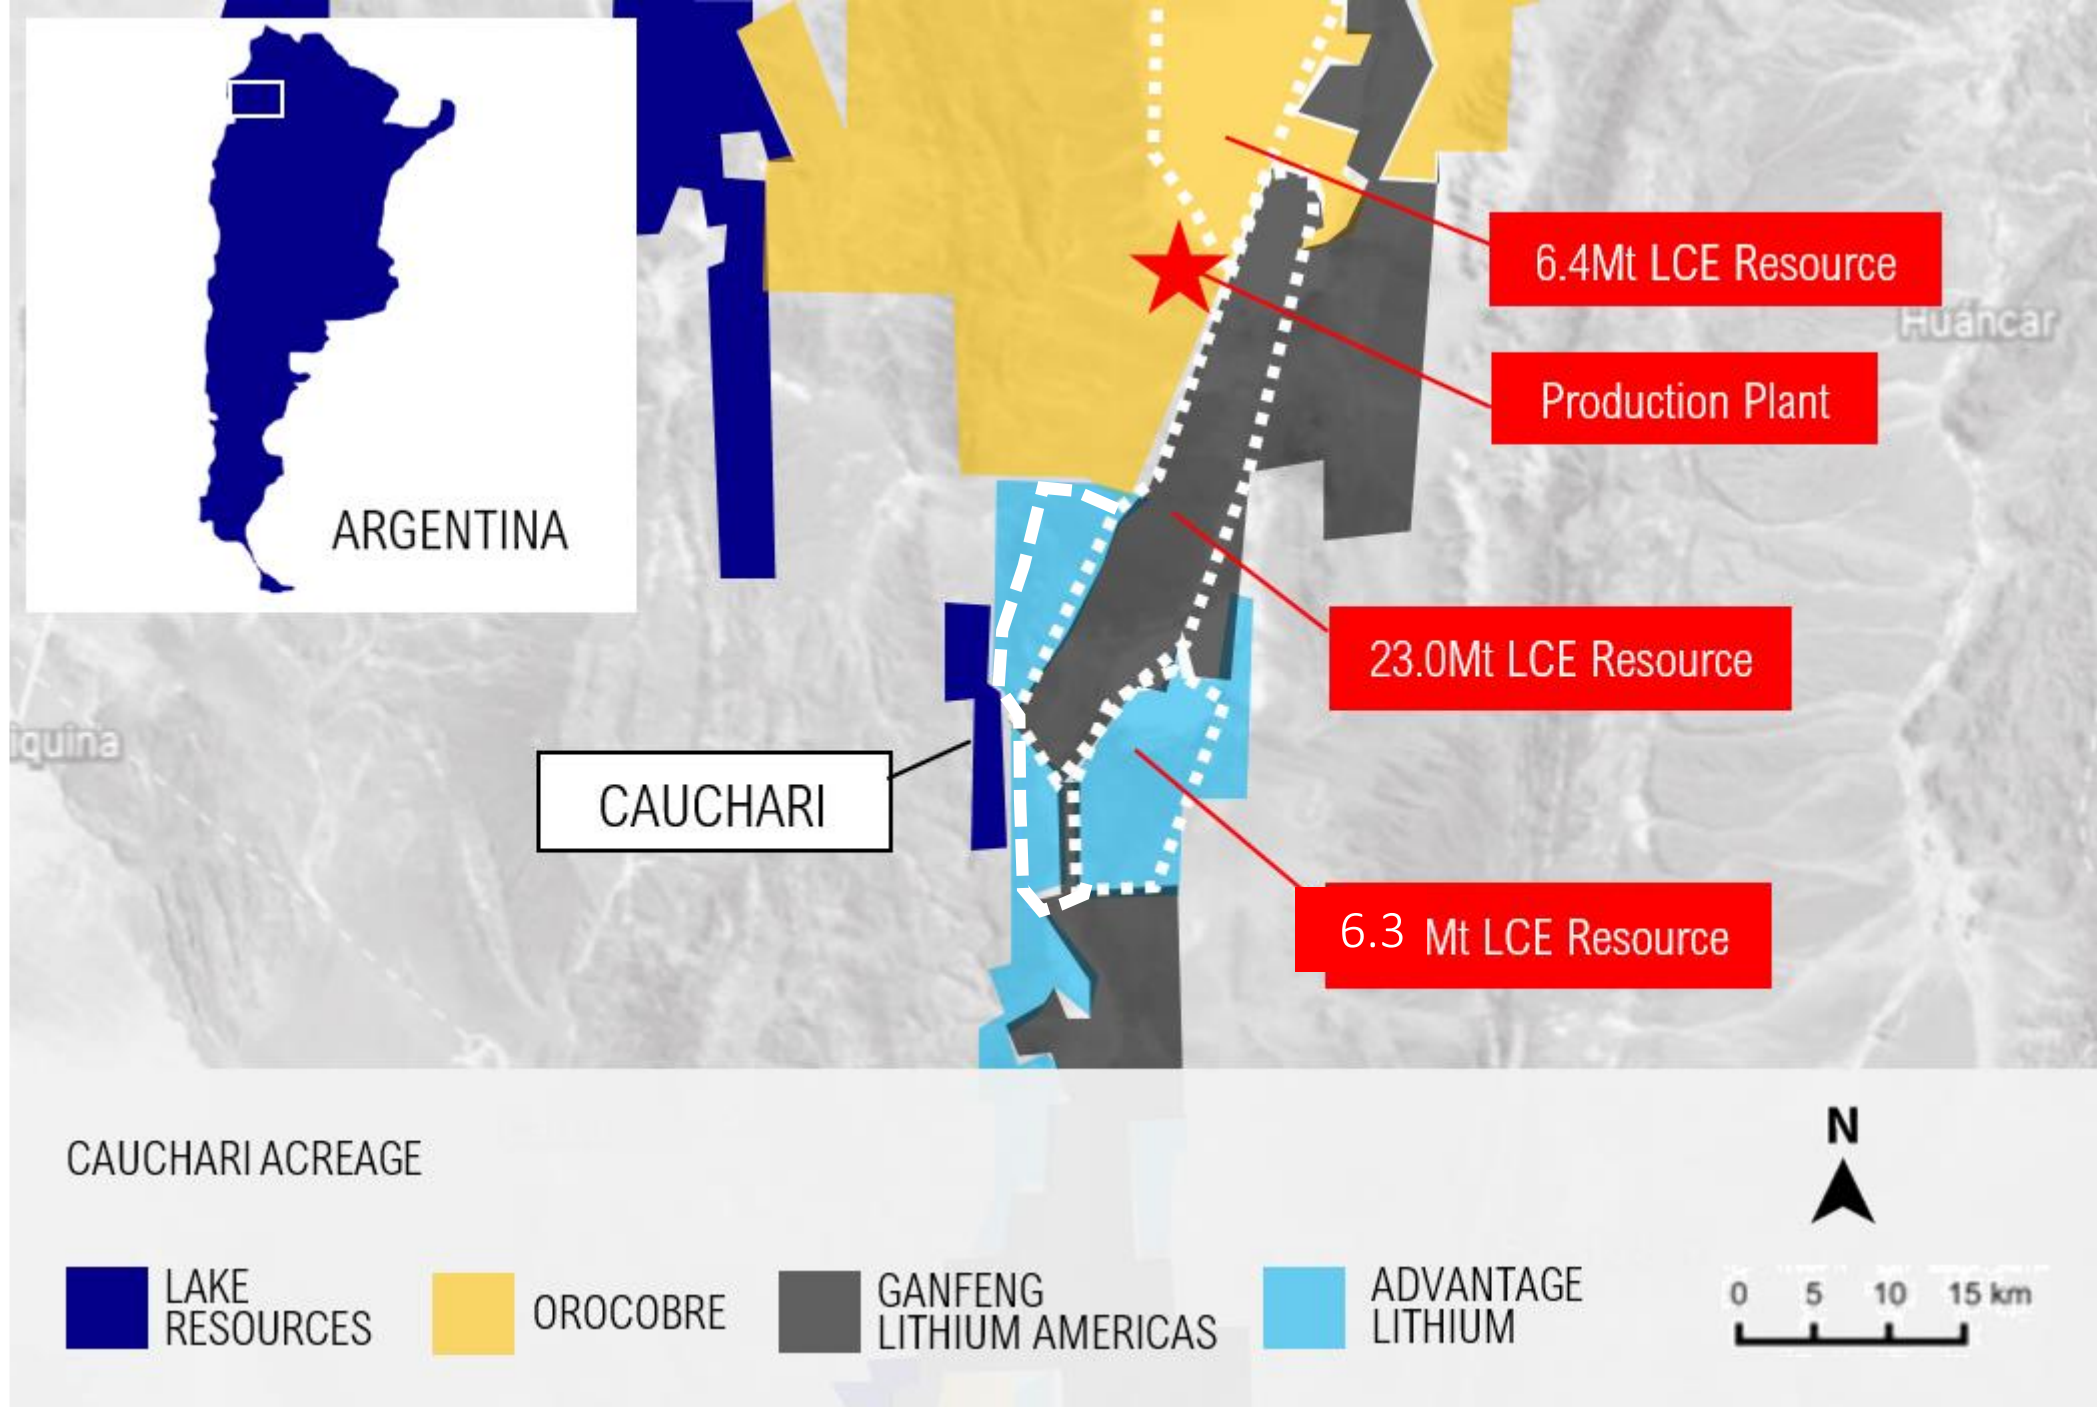 ARGENTINA
6.4Mt LCE Resource
Huáncar
Production Plant
23.0Mt LCE Resource
iquina
CAUCHARI
6.3 Mt LCE Resource
CAUCHARI ACREAGE
N
LAKE
RESOURCES
OROCOBRE
GANFENG
LITHIUM AMERICAS
ADVANTAGE
LITHIUM
0 5 10 15 km